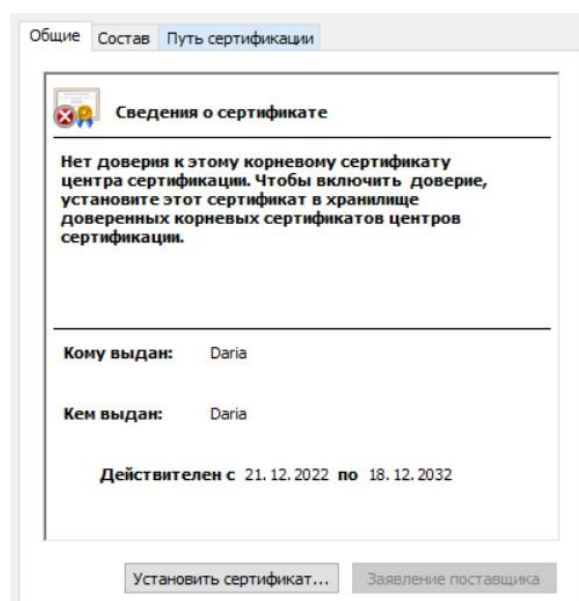 Общие Состав Путь сертификации
Сведения о сертификате
Нет доверия к этому корневому сертификату
центра сертификации. Чтобы включить доверие,
установите этот сертификат в хранилище
доверенных корневых сертификатов центров
сертификации.
Кому выдан: Daria
Кем выдан: Daria
Действителен с 21.12.2022 по 18.12.2032
Установить сертификат... Заявление поставщика